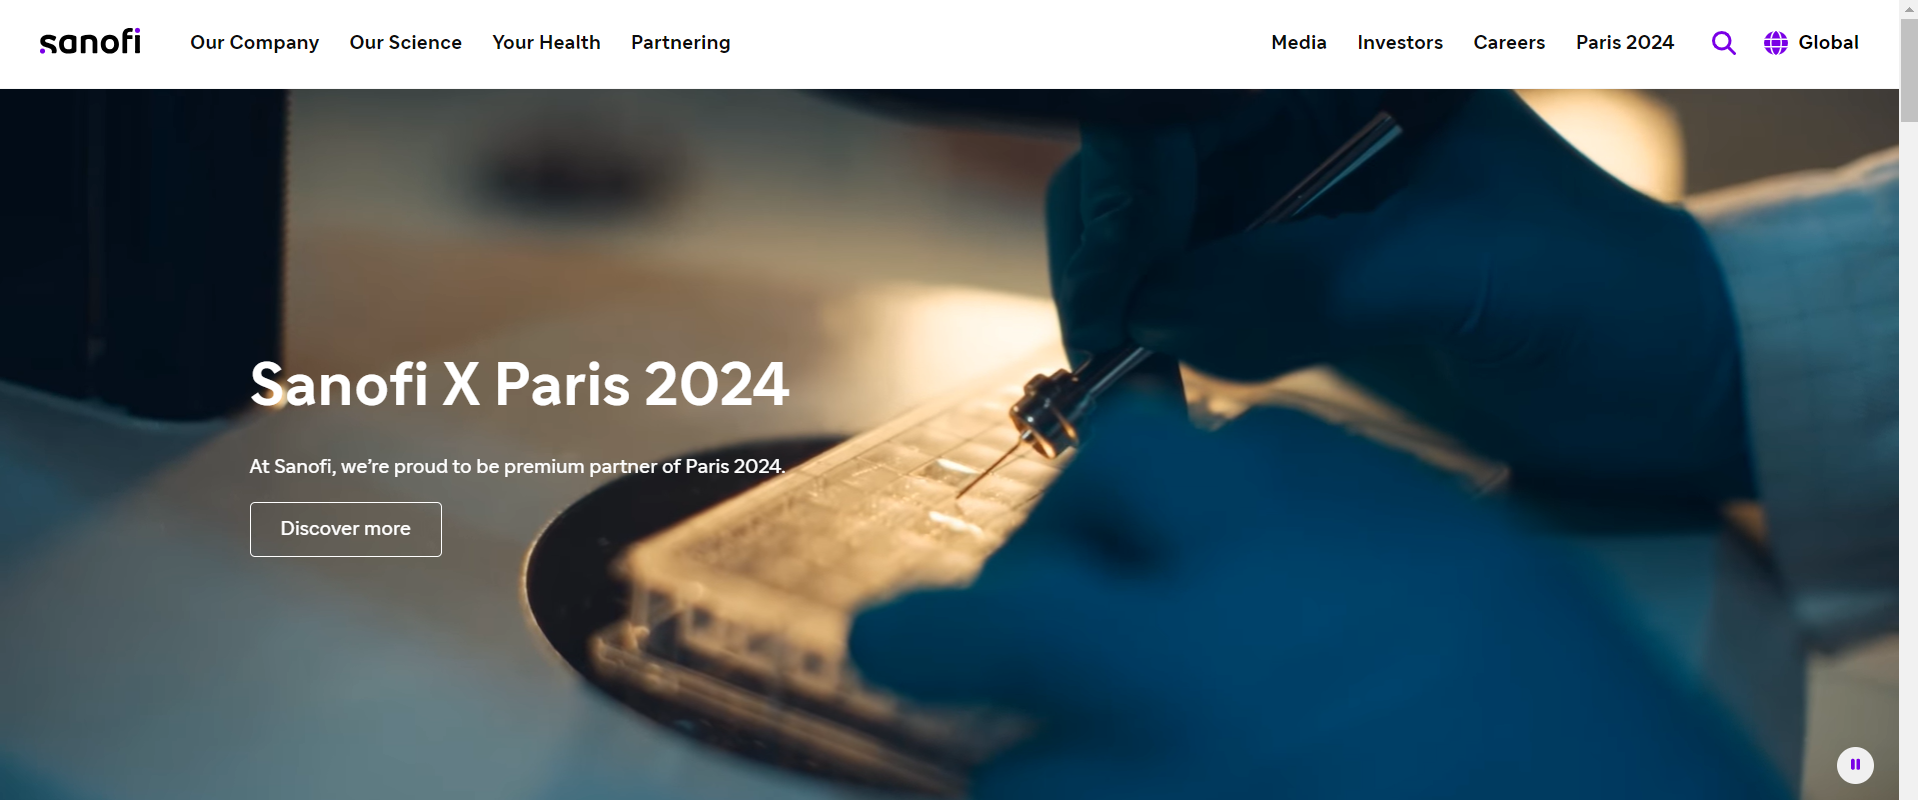 sanofi
Our Company
Our Science
Your Health
Partnering
Media
Investors
Careers
Paris 2024
Global
Sanofi X Paris 2024
At Sanofi, we’re proud to be premium partner of Paris 2024.
Discover more